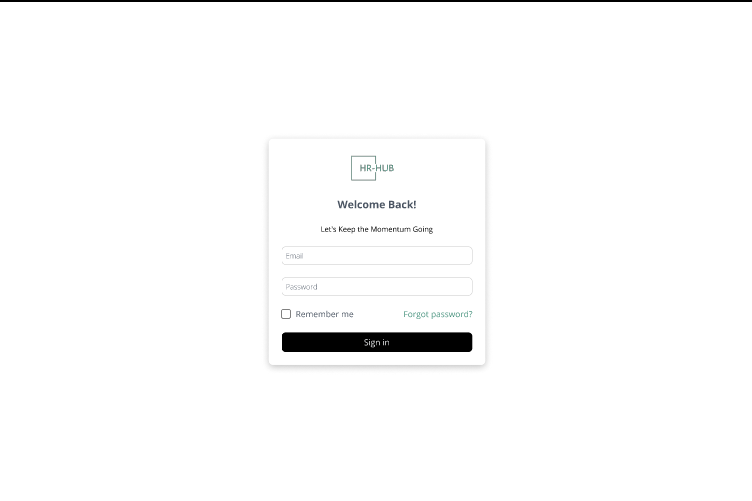 HR-HUB
Welcome Back!
Let's Keep the Momentum Going
Email
Password
Remember me
Forgot password?
Sign in